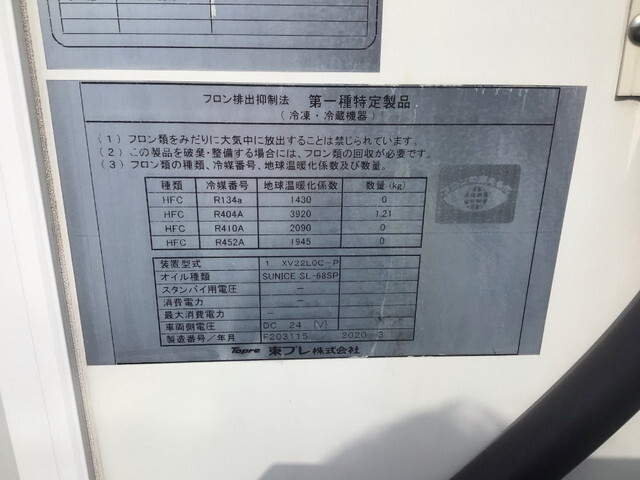 フロン排出抑制法 第一種特定製品
(冷凍・冷蔵機器)
(1) フロン類をみだりに大気中に放出することは禁じられています。
(2) この製品を廃棄・整備する場合には、フロン類の回収が必要です。
(3) フロン類の種類、冷媒番号、地球温暖化係数及び数量。
種類 冷媒番号 地球温暖化係数 数量(kg)
HFC R134a 1430 0
HFC R404A 3920 1.21
HFC R410A 2090 0
HFC R452A 1945 0
装置型式 1 XV22LOC-P
オイル種類 SUNICE SL-68SP
スタンバイ用電圧 -
消費電力 -
最大消費電力 -
車両側電圧 DC 24 [V]
製造番号/年月 F203115 2020 3
Topre 東プレ株式会社